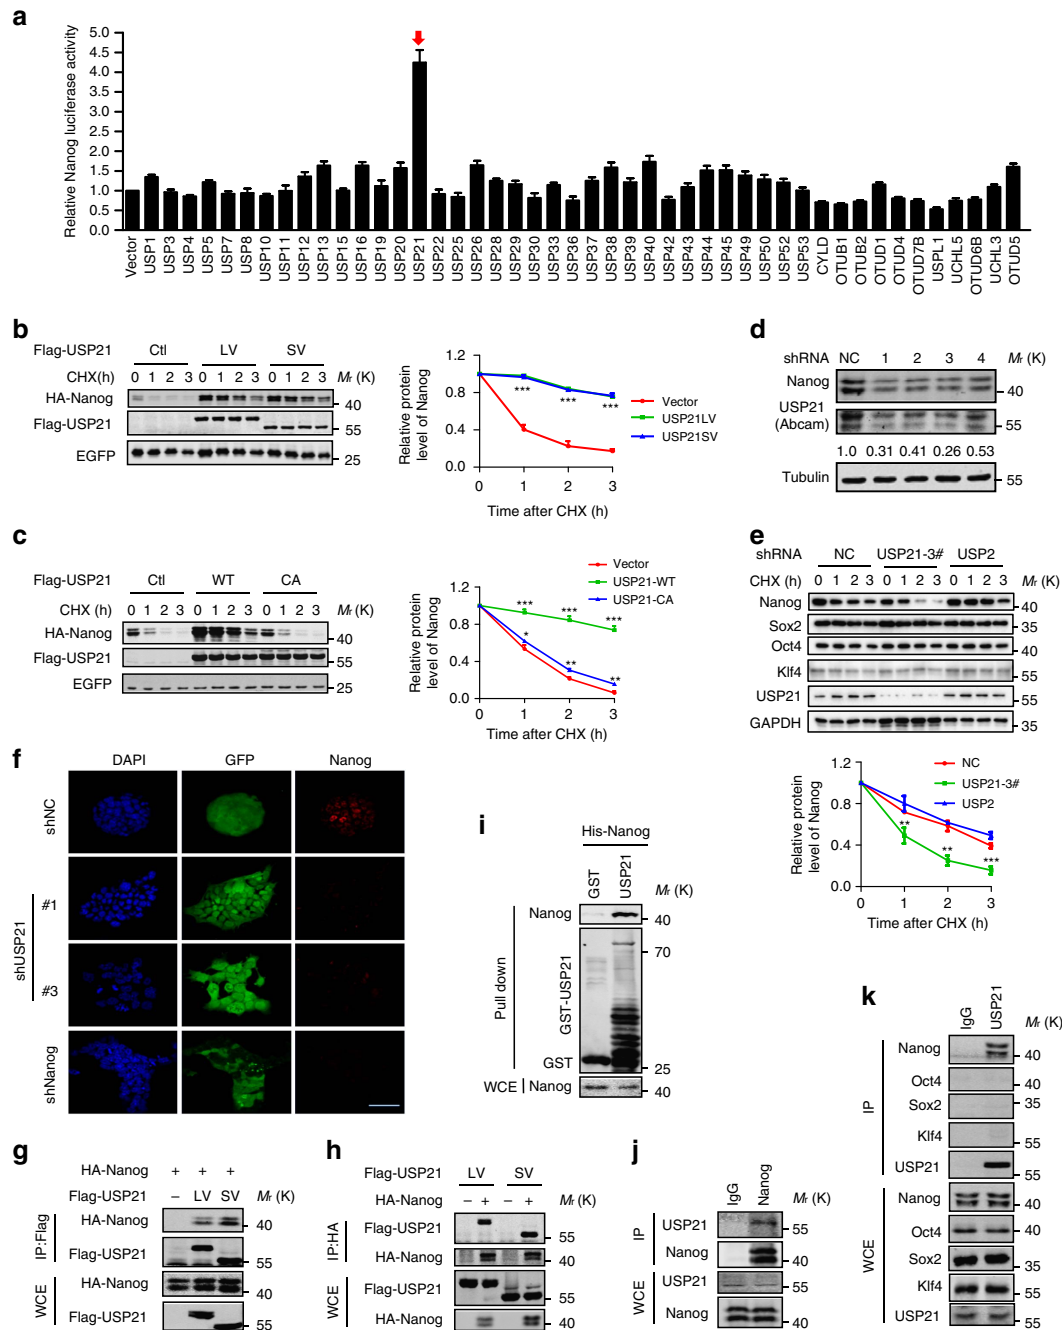 a
Relative Nanog luciferase activity
5.0
4.5
4.0
3.5
3.0
2.5
2.0
1.5
1.0
0.5
0.0
Vector USP1 USP3 USP4 USP5 USP7 USP8 USP10 USP11 USP12 USP13 USP15 USP16 USP19 USP20 USP21 USP22 USP25 USP26 USP28 USP29 USP30 USP33 USP36 USP37 USP38 USP39 USP40 USP42 USP43 USP44 USP45 USP49 USP50 USP52 USP53 CYLD OTUB1 OTUB2 OTUD1 OTUD4 OTUD7B USPL1 UCHL5 OTUD6B UCHL3 OTUD5
b
Flag-USP21 Ctl LV SV
CHX(h) 0 1 2 3 0 1 2 3 0 1 2 3 Mr (K)
HA-Nanog 40
Flag-USP21 55
EGFP 25
Relative protein
level of Nanog
1.2
0.8
0.4
0.0
0 1 2 3
Time after CHX (h)
*** *** ***
Vector
USP21LV
USP21SV
c
Flag-USP21 Ctl WT CA
CHX (h) 0 1 2 3 0 1 2 3 0 1 2 3 Mr (K)
HA-Nanog 40
Flag-USP21 55
EGFP 25
Relative protein
level of Nanog
1.2
0.8
0.4
0.0
0 1 2 3
Time after CHX (h)
*** *** ***
* ** **
Vector
USP21-WT
USP21-CA
d
shRNA NC 1 2 3 4 Mr (K)
Nanog 40
USP21
(Abcam) 55
1.0 0.31 0.41 0.26 0.53
Tubulin 55
e
shRNA NC USP21-3# USP2
CHX (h) 0 1 2 3 0 1 2 3 0 1 2 3 Mr (K)
Nanog 40
Sox2 35
Oct4 40
Klf4 55
USP21 55
GAPDH 35
Relative protein
level of Nanog
1.2
0.8
0.4
0.0
0 1 2 3
Time after CHX (h)
** ** ***
NC
USP21-3#
USP2
f
DAPI GFP Nanog
shNC
shUSP21
#1
#3
shNanog
g
HA-Nanog + + +
Flag-USP21 – LV SV Mr (K)
IP:Flag
HA-Nanog 40
Flag-USP21 55
WCE
HA-Nanog 40
Flag-USP21 55
h
Flag-USP21 LV SV
HA-Nanog – + – + Mr (K)
IP:HA
Flag-USP21 55
HA-Nanog 40
WCE
Flag-USP21 55
HA-Nanog 40
i
His-Nanog
GST USP21 Mr (K)
Pull down
Nanog 40
70
GST-USP21
GST 25
WCE Nanog 40
j
IgG Nanog Mr (K)
IP
USP21 55
Nanog 40
WCE
USP21 55
Nanog 40
k
IgG USP21 Mr (K)
IP
Nanog 40
Oct4 40
Sox2 35
Klf4 55
USP21 55
WCE
Nanog 40
Oct4 40
Sox2 35
Klf4 55
USP21 55